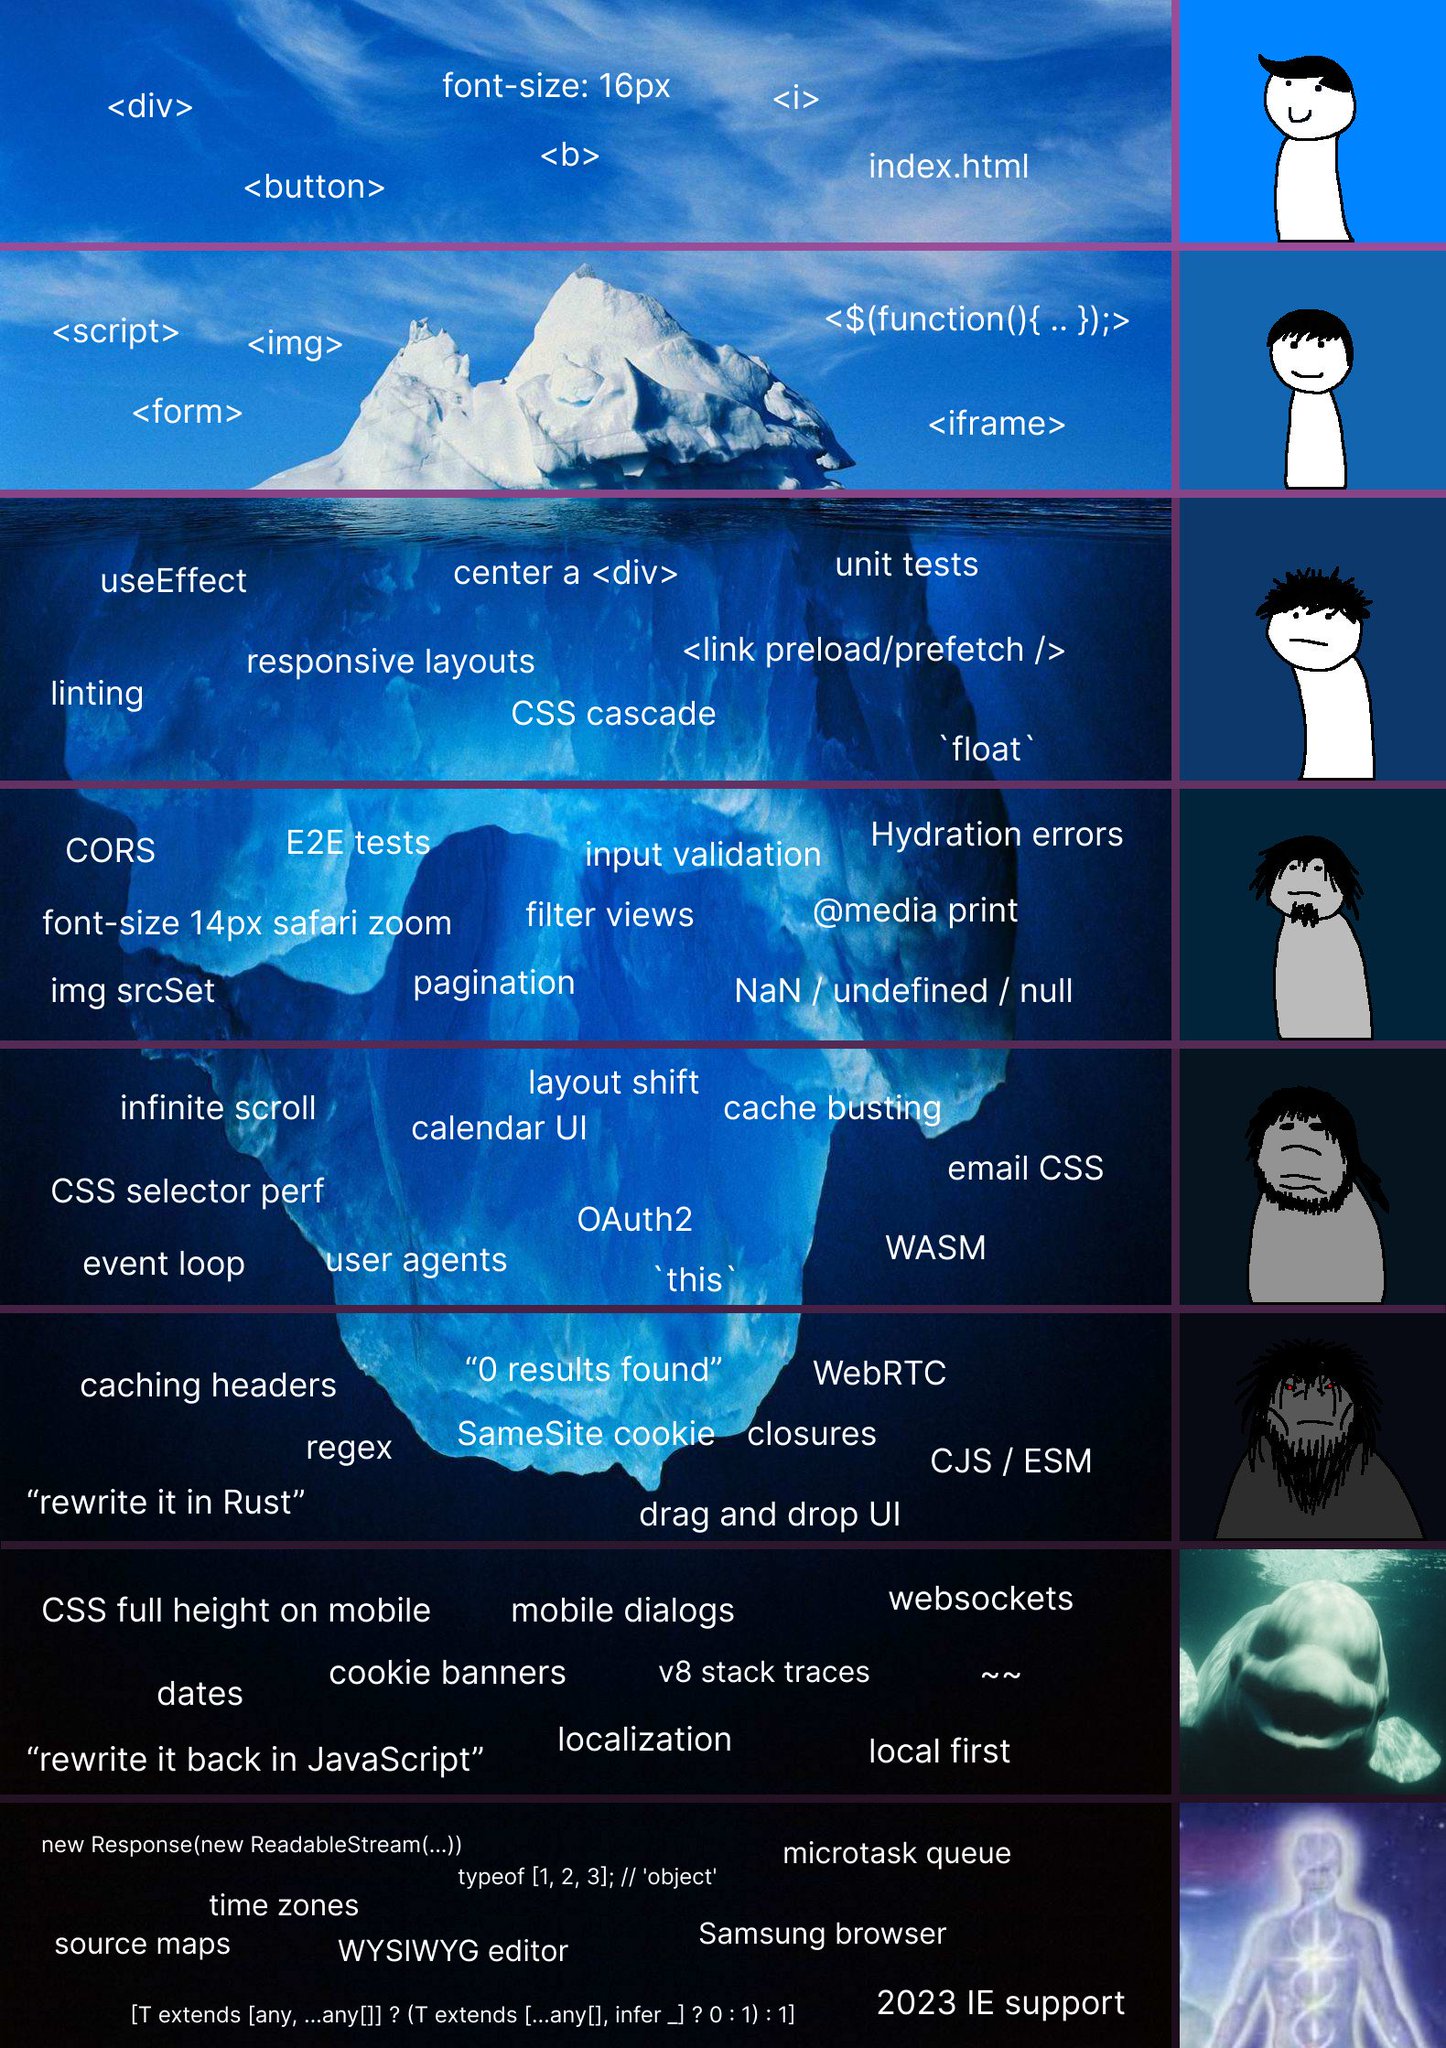 font-size: 16px
<i>
<div>
<b>
index.html
<button>
<$(function(){ .. });>
<script>
<img>
<form>
<iframe>
unit tests
center a <div>
useEffect
<link preload/prefetch />
responsive layouts
linting
CSS cascade
`float`
Hydration errors
E2E tests
CORS
input validation
@media print
filter views
font-size 14px safari zoom
pagination
img srcSet
NaN / undefined / null
layout shift
infinite scroll
cache busting
calendar UI
email CSS
CSS selector perf
OAuth2
WASM
user agents
event loop
`this`
“0 results found”
WebRTC
caching headers
SameSite cookie
closures
regex
CJS / ESM
“rewrite it in Rust”
drag and drop UI
websockets
CSS full height on mobile
mobile dialogs
cookie banners
v8 stack traces
~~
dates
localization
local first
“rewrite it back in JavaScript”
new Response(new ReadableStream(...))
microtask queue
typeof [1, 2, 3]; // 'object'
time zones
Samsung browser
source maps
WYSIWYG editor
2023 IE support
[T extends [any, ...any[]] ? (T extends [...any[], infer _] ? 0 : 1) : 1]